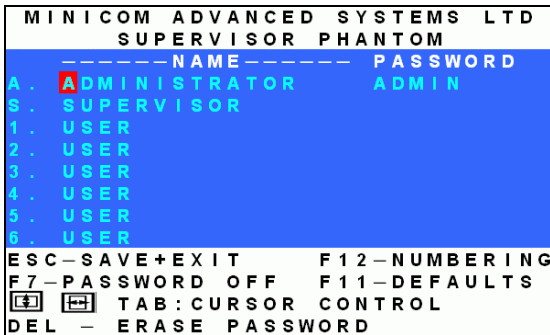 MINICOM ADVANCED SYSTEMS LTD
SUPERVISOR PHANTOM
------NAME------ PASSWORD
A. ADMINISTRATOR ADMIN
S. SUPERVISOR
1. USER
2. USER
3. USER
4. USER
5. USER
6. USER
ESC-SAVE+EXIT F12-NUMBERING
F7-PASSWORD OFF F11-DEFAULTS
TAB:CURSOR CONTROL
DEL - ERASE PASSWORD